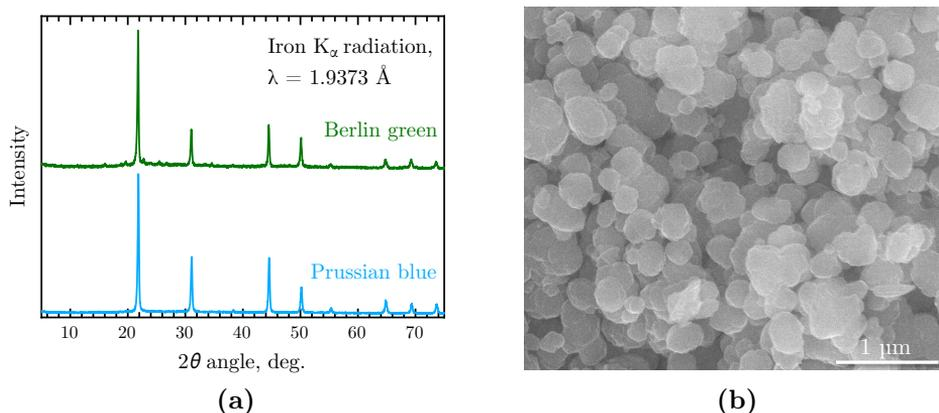 Iron Kα radiation,
λ = 1.9373 Å
Berlin green
Prussian blue
Intensity
10 20 30 40 50 60 70
2θ angle, deg.
1 μm
(a) (b)